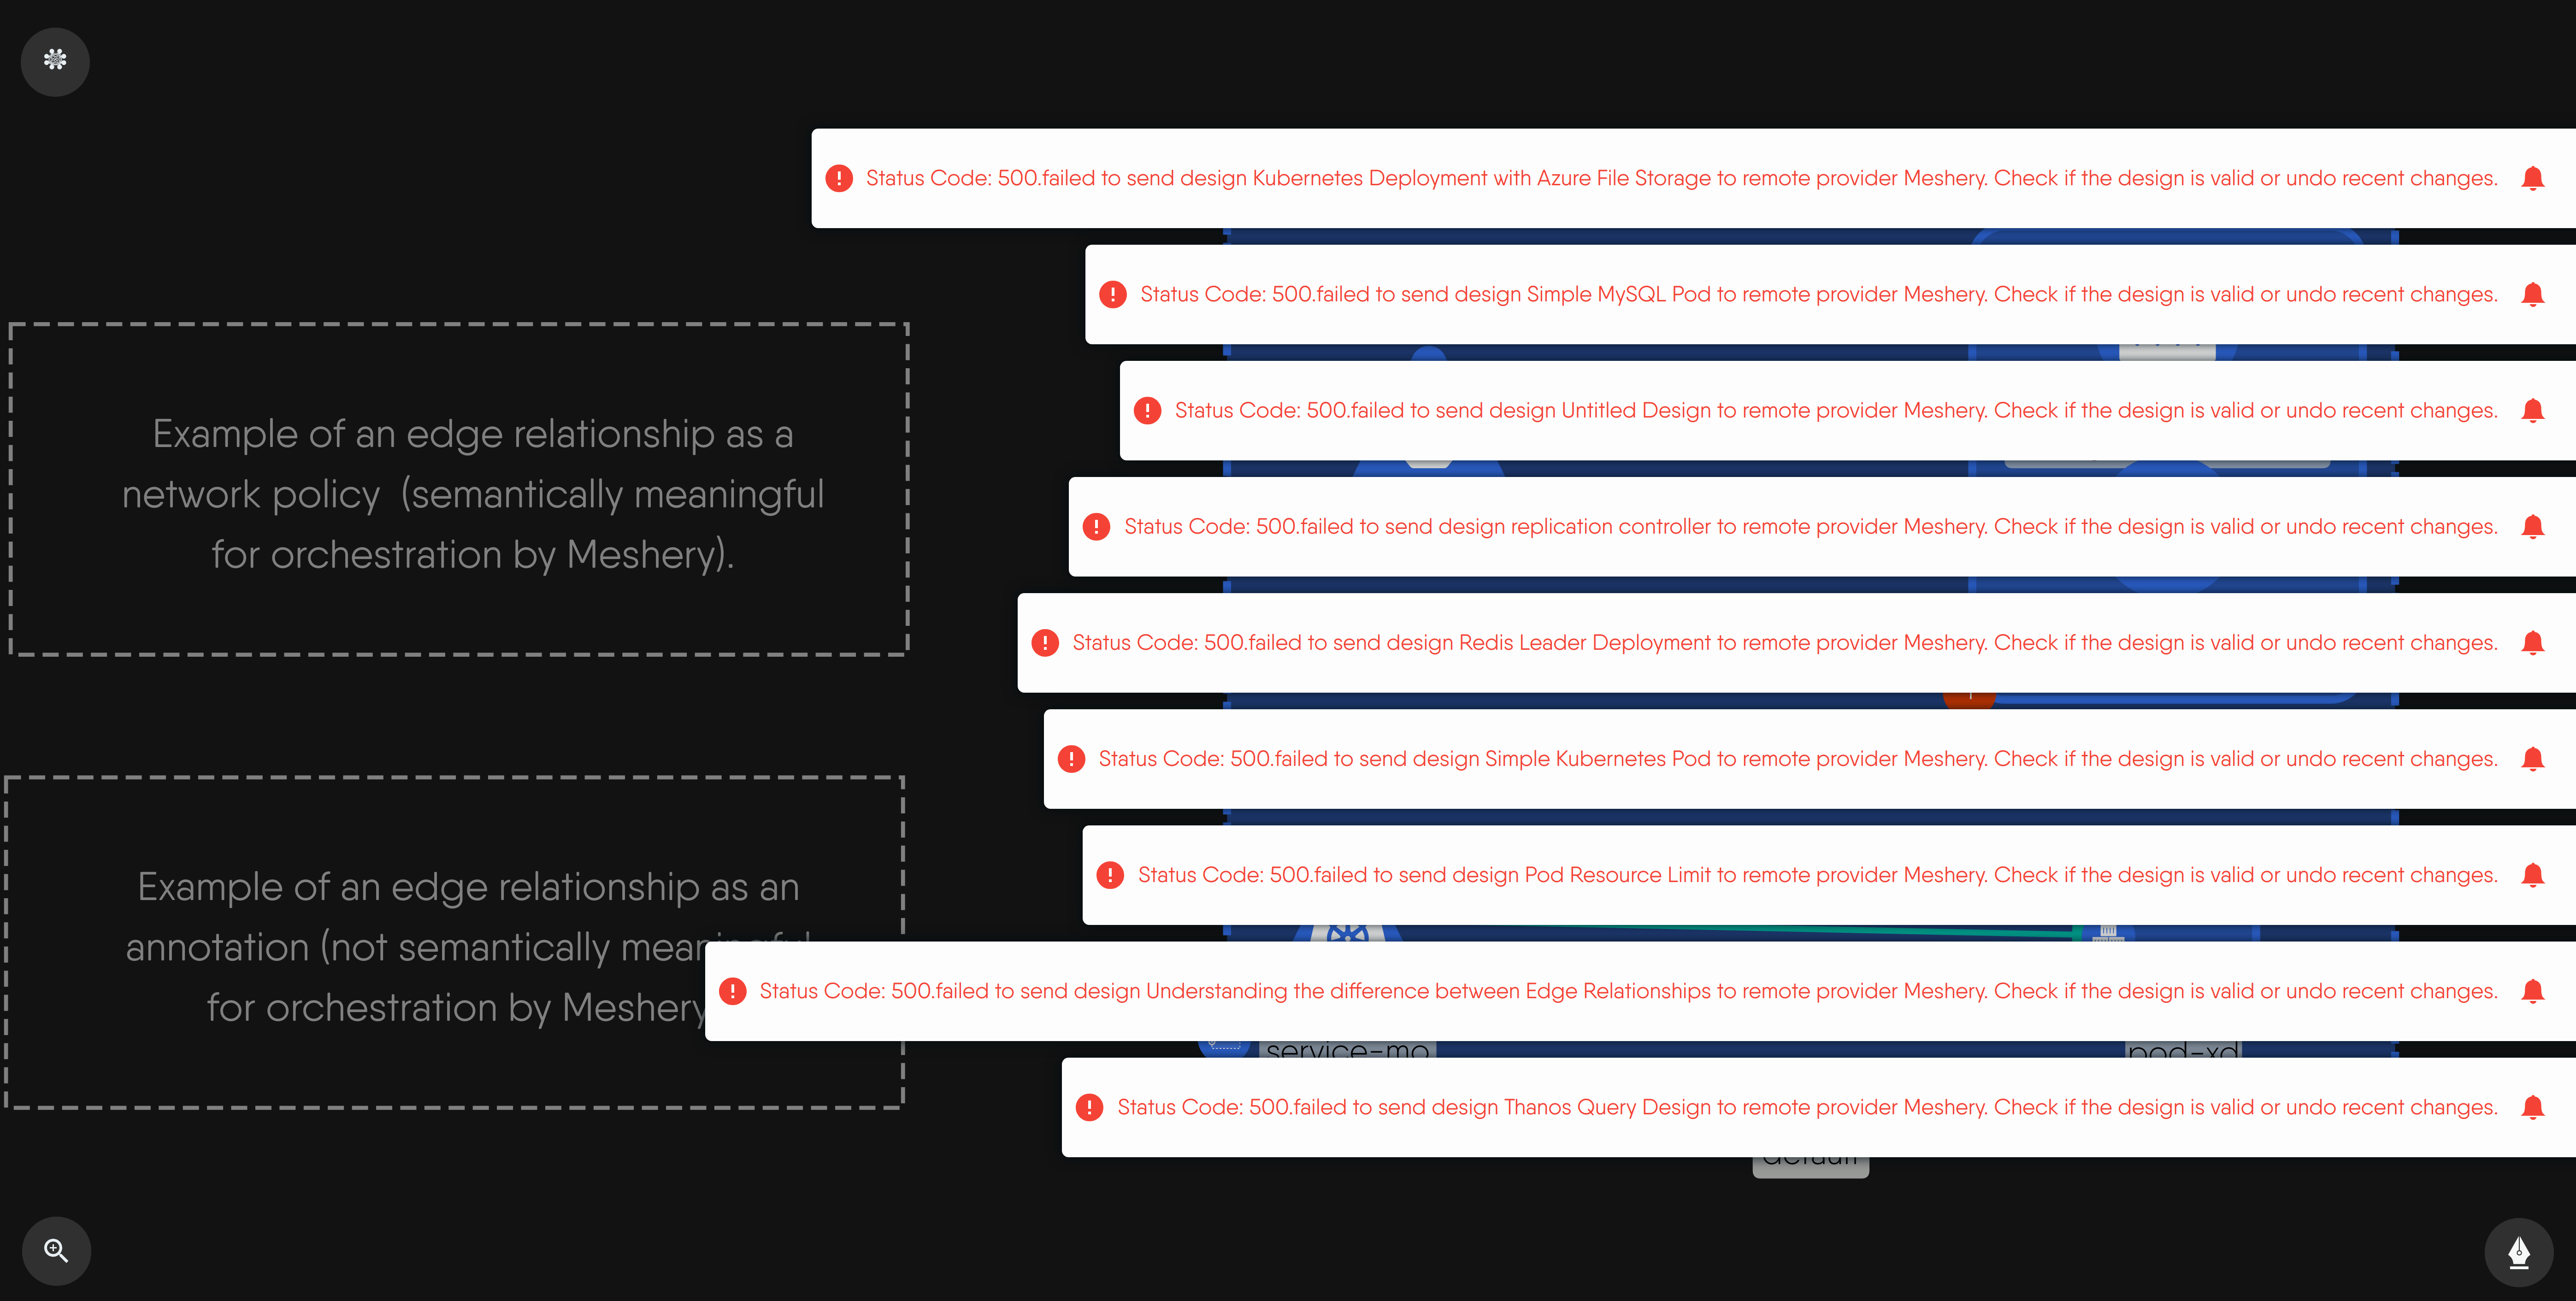 Status Code: 500.failed to send design Kubernetes Deployment with Azure File Storage to remote provider Meshery. Check if the design is valid or undo recent changes.
Status Code: 500.failed to send design Simple MySQL Pod to remote provider Meshery. Check if the design is valid or undo recent changes.
Status Code: 500.failed to send design Untitled Design to remote provider Meshery. Check if the design is valid or undo recent changes.
Example of an edge relationship as a
network policy (semantically meaningful
for orchestration by Meshery).
Status Code: 500.failed to send design replication controller to remote provider Meshery. Check if the design is valid or undo recent changes.
Status Code: 500.failed to send design Redis Leader Deployment to remote provider Meshery. Check if the design is valid or undo recent changes.
Status Code: 500.failed to send design Simple Kubernetes Pod to remote provider Meshery. Check if the design is valid or undo recent changes.
Status Code: 500.failed to send design Pod Resource Limit to remote provider Meshery. Check if the design is valid or undo recent changes.
Example of an edge relationship as an
annotation (not semantically meaningful
for orchestration by Meshery
Status Code: 500.failed to send design Understanding the difference between Edge Relationships to remote provider Meshery. Check if the design is valid or undo recent changes.
service-mo
pod-xd
Status Code: 500.failed to send design Thanos Query Design to remote provider Meshery. Check if the design is valid or undo recent changes.
default